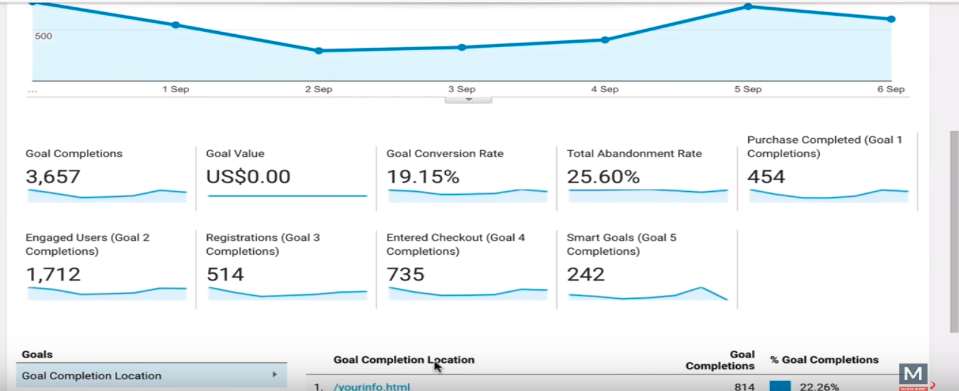 500
...
1 Sep
2 Sep
3 Sep
4 Sep
5 Sep
6 Sep
Goal Completions
3,657
Goal Value
US$0.00
Goal Conversion Rate
19.15%
Total Abandonment Rate
25.60%
Purchase Completed (Goal 1
Completions)
454
Engaged Users (Goal 2
Completions)
1,712
Registrations (Goal 3
Completions)
514
Entered Checkout (Goal 4
Completions)
735
Smart Goals (Goal 5
Completions)
242
Goals
Goal Completion Location
Goal Completion Location
Goal
Completions
% Goal Completions
1. /yourinfo.html
814
22.26%
M